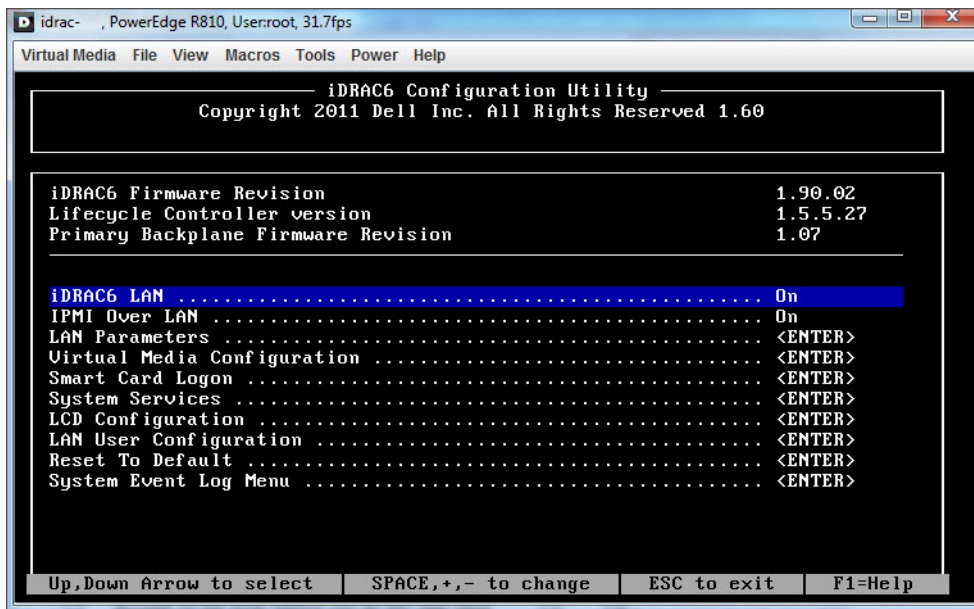 D idrac- , PowerEdge R810, User:root, 31.7fps
Virtual Media File View Macros Tools Power Help
iDRAC6 Configuration Utility
Copyright 2011 Dell Inc. All Rights Reserved 1.60
iDRAC6 Firmware Revision 1.90.02
Lifecycle Controller version 1.5.5.27
Primary Backplane Firmware Revision 1.07
iDRAC6 LAN ........................................................ On
IPMI Over LAN ..................................................... On
LAN Parameters .................................................... <ENTER>
Virtual Media Configuration ....................................... <ENTER>
Smart Card Logon .................................................. <ENTER>
System Services ................................................... <ENTER>
LCD Configuration ................................................. <ENTER>
LAN User Configuration ............................................ <ENTER>
Reset To Default .................................................. <ENTER>
System Event Log Menu ............................................. <ENTER>
Up,Down Arrow to select SPACE,+,- to change ESC to exit F1=Help